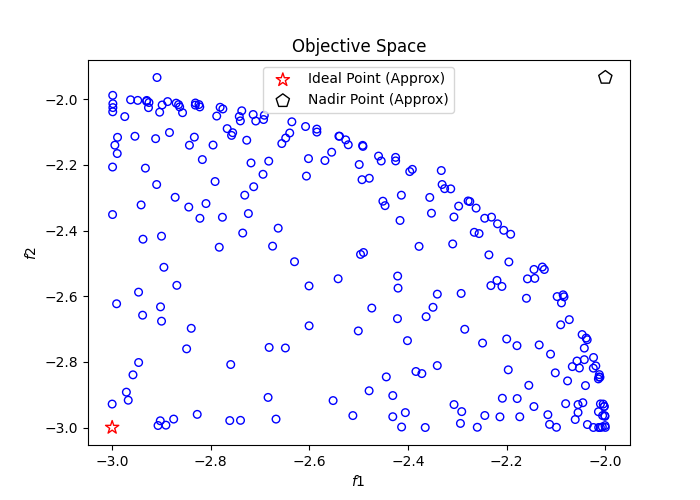 Objective Space
Ideal Point (Approx)
Nadir Point (Approx)
f2
−2.0
−2.2
−2.4
−2.6
−2.8
−3.0
−3.0 −2.8 −2.6 −2.4 −2.2 −2.0
f1